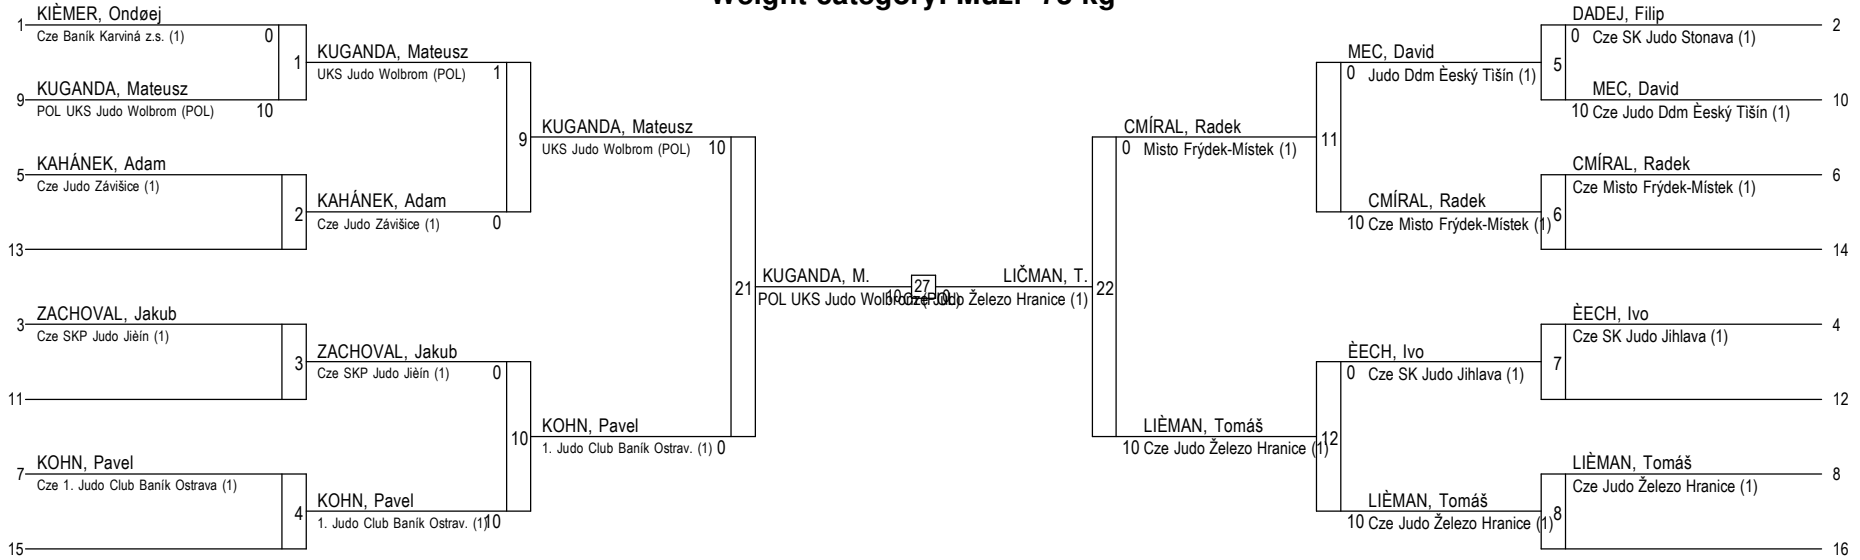 Weight category: Muži -73 kg
1 KIÈMER, Ondøej
Cze Baník Karviná z.s. (1) 0
1
9 KUGANDA, Mateusz
POL UKS Judo Wolbrom (POL) 10
5 KAHÁNEK, Adam
Cze Judo Závišice (1)
2
13
3 ZACHOVAL, Jakub
Cze SKP Judo Jièín (1)
3
11
7 KOHN, Pavel
Cze 1. Judo Club Baník Ostrava (1)
4
15
KUGANDA, Mateusz
UKS Judo Wolbrom (POL) 1
9
KAHÁNEK, Adam
Cze Judo Závišice (1) 0
ZACHOVAL, Jakub
Cze SKP Judo Jièín (1) 0
10
KOHN, Pavel
1. Judo Club Baník Ostrav. (1) 10
KUGANDA, Mateusz
UKS Judo Wolbrom (POL) 10
21
KOHN, Pavel
1. Judo Club Baník Ostrav. (1) 0
KUGANDA, M.
POL UKS Judo Wolbrom (POL) 10
27
LIČMAN, T.
0 Cze Judo Železo Hranice (1)
22
CMÍRAL, Radek
0 Mìsto Frýdek-Místek (1)
11
LIÈMAN, Tomáš
10 Cze Judo Železo Hranice (1)
12
MEC, David
0 Judo Ddm Èeský Tìšín (1)
5
CMÍRAL, Radek
10 Cze Mìsto Frýdek-Místek (1)
6
ÈECH, Ivo
0 Cze SK Judo Jihlava (1)
7
LIÈMAN, Tomáš
10 Cze Judo Železo Hranice (1)
8
DADEJ, Filip 2
0 Cze SK Judo Stonava (1)
MEC, David 10
10 Cze Judo Ddm Èeský Tìšín (1)
CMÍRAL, Radek 6
Cze Mìsto Frýdek-Místek (1)
14
ÈECH, Ivo 4
Cze SK Judo Jihlava (1)
12
LIÈMAN, Tomáš 8
Cze Judo Železo Hranice (1)
16